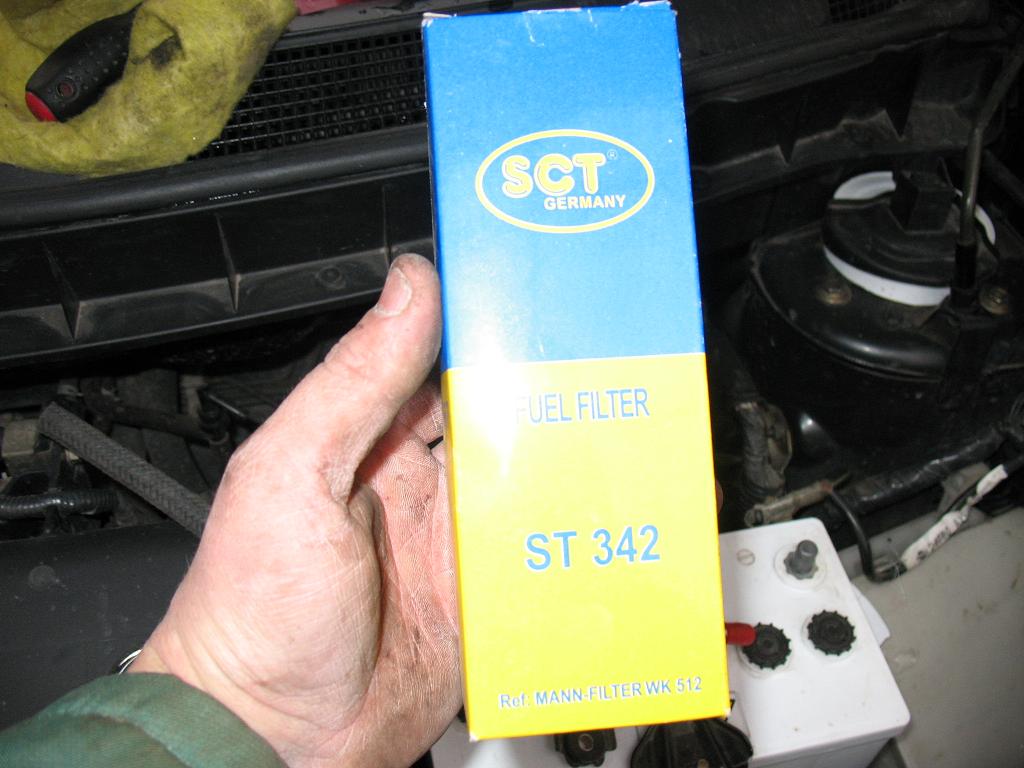 SCT®
GERMANY
FUEL FILTER
ST 342
Ref: MANN-FILTER WK 512